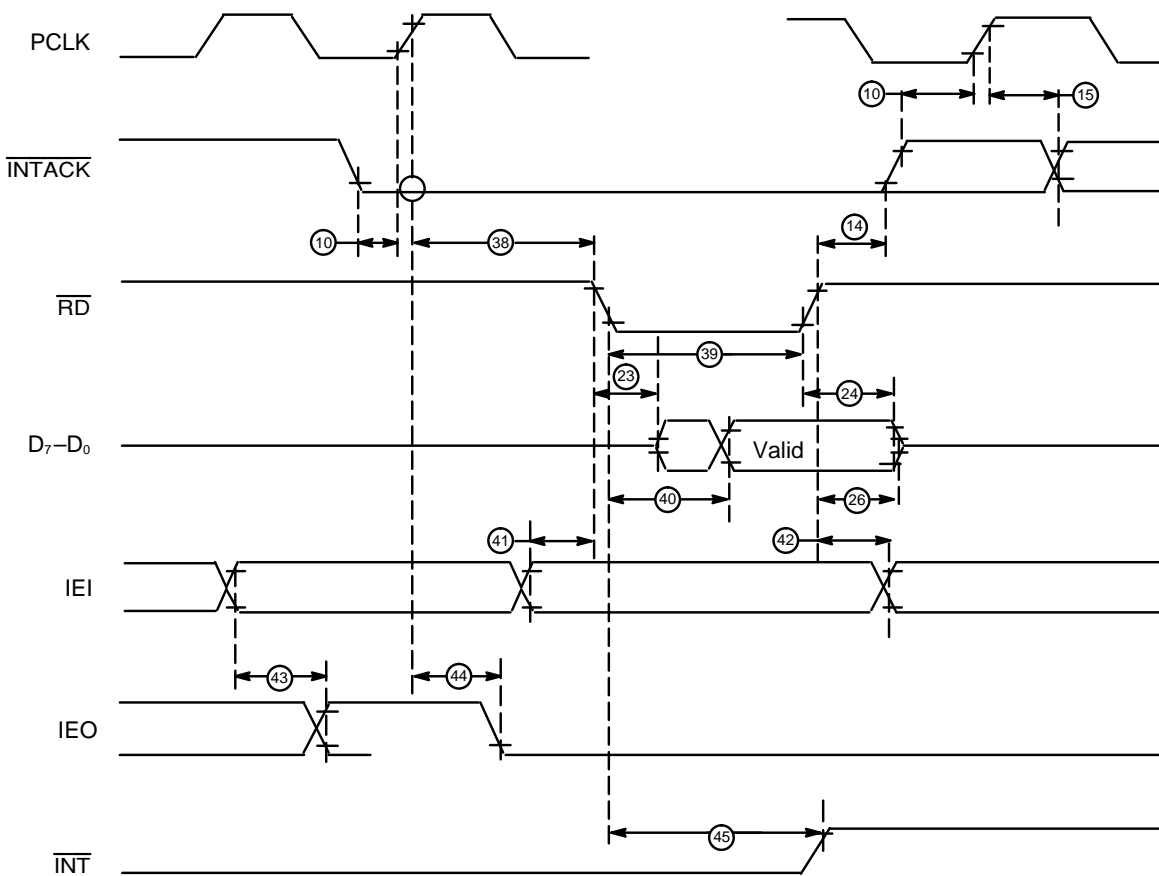 PCLK
10
15
INTACK
10
38
14
RD
39
23
24
D₇–D₀
Valid
40
26
41
42
IEI
43
44
IEO
45
INT